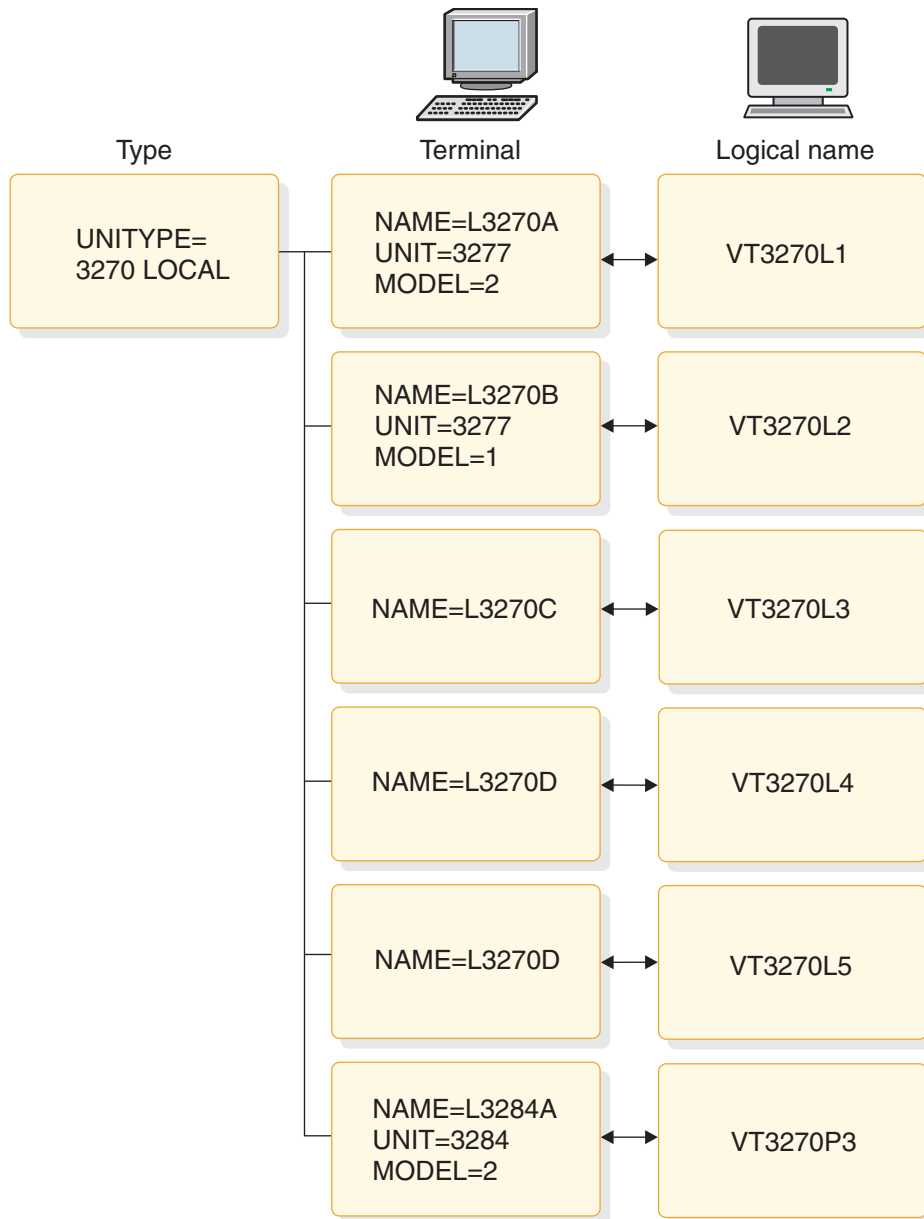 Type
Terminal
Logical name
UNITYPE=
3270 LOCAL
NAME=L3270A
UNIT=3277
MODEL=2
VT3270L1
NAME=L3270B
UNIT=3277
MODEL=1
VT3270L2
NAME=L3270C
VT3270L3
NAME=L3270D
VT3270L4
NAME=L3270D
VT3270L5
NAME=L3284A
UNIT=3284
MODEL=2
VT3270P3